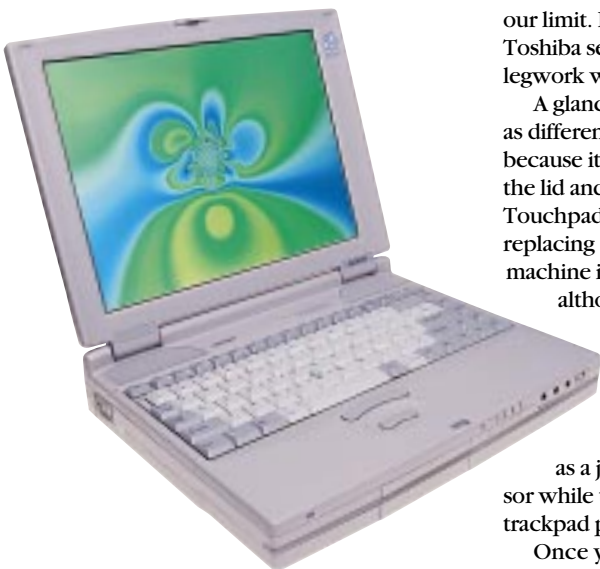 our limit. I
Toshiba se
legwork w
A glanc
as differen
because it
the lid and
Touchpad
replacing
machine i
altho
as a j
sor while
trackpad p
Once y